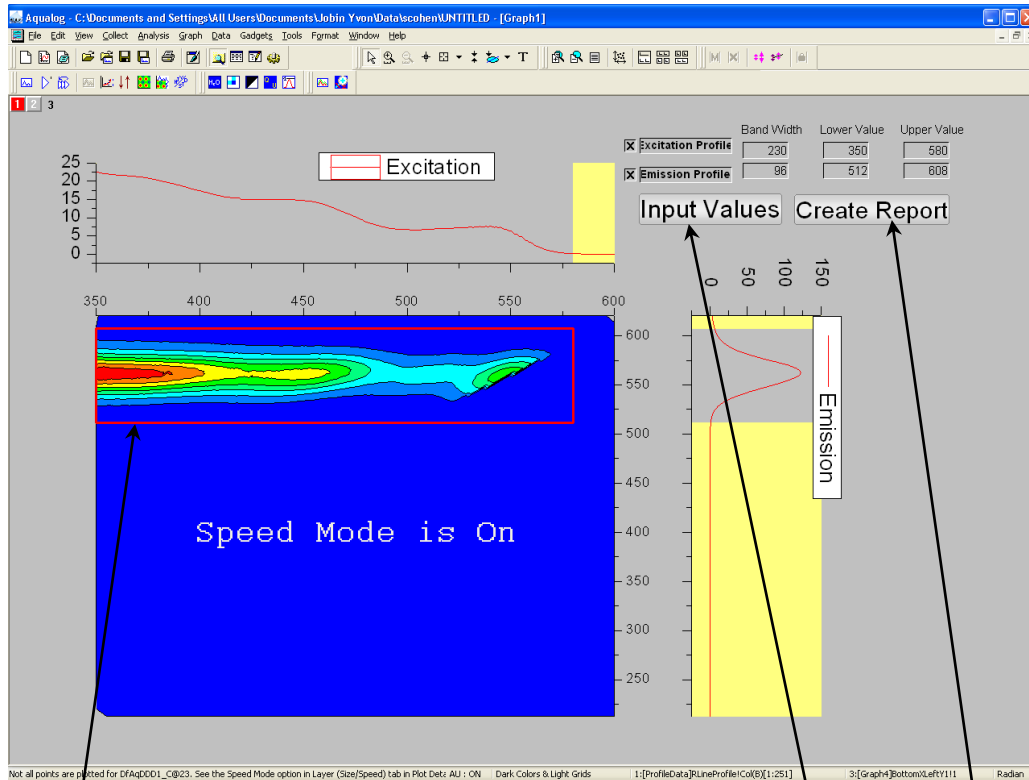 Aqualog - C:\Documents and Settings\All Users\Documents\Jobin Yvon\Data\scohen\UNTITLED - [Graph1]
File Edit View Collect Analysis Graph Data Gadgets Tools Format Window Help
1 2 3
Band Width Lower Value Upper Value
Excitation Profile 230 350 580
Emission Profile 96 512 608
Input Values Create Report
Excitation
25
20
15
10
5
0
350 400 450 500 550 600
0 50 100 150
600
550
500
450
400
350
300
250
Emission
Speed Mode is On
Not all points are plotted for DfAqDDD1_C@23. See the Speed Mode option in Layer (Size/Speed) tab in Plot Deta AU : ON Dark Colors & Light Grids 1:[ProfileData]RLineProfile!Col(B)[1:251] 3:[Graph4]BottomXLeftY1!1 Radian